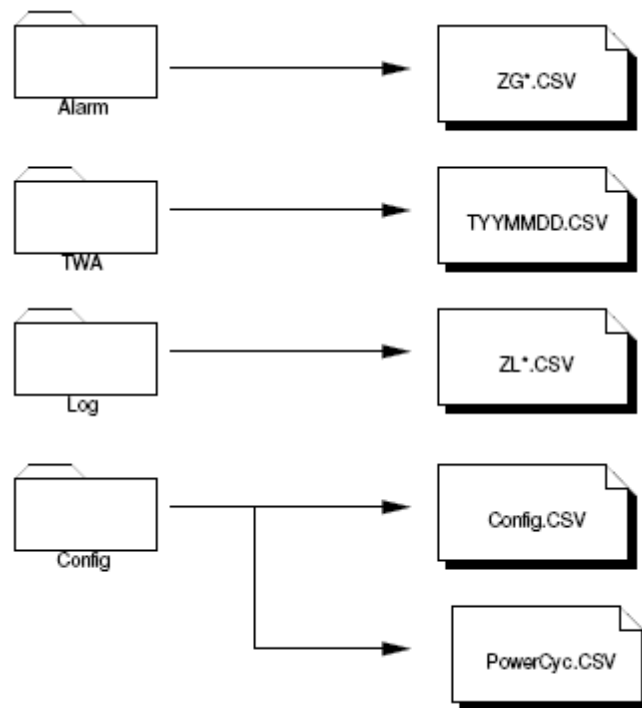 ZG*.CSV
Alarm
TYYMMDD.CSV
TWA
ZL*.CSV
Log
Config.CSV
Config
PowerCyc.CSV